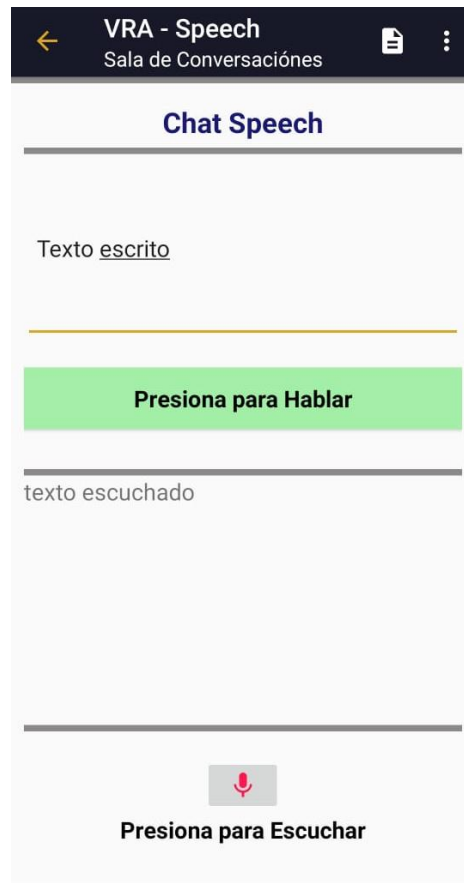 VRA - Speech
Sala de Conversaciónes
Chat Speech
Texto escrito
Presiona para Hablar
texto escuchado
Presiona para Escuchar